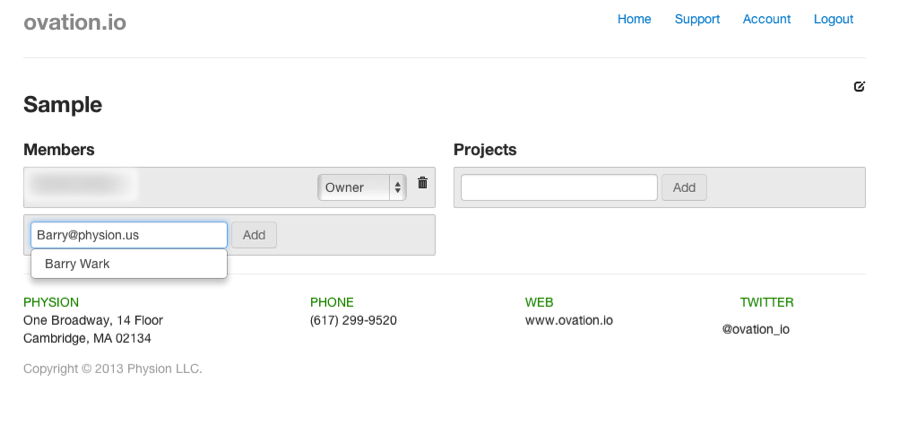 ovation.io
Home Support Account Logout
Sample
Members
Owner
Barry@physion.us Add
Barry Wark
Projects
Add
PHYSION
One Broadway, 14 Floor
Cambridge, MA 02134
PHONE
(617) 299-9520
WEB
www.ovation.io
TWITTER
@ovation_io
Copyright © 2013 Physion LLC.